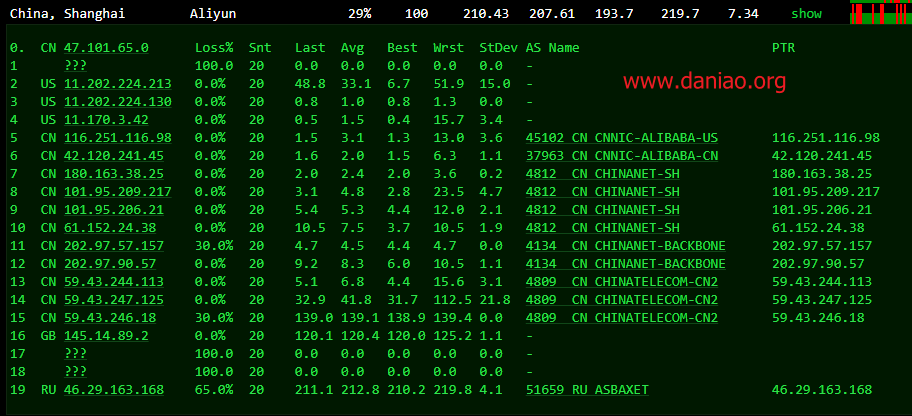 China, Shanghai Aliyun 29% 100 210.43 207.61 193.7 219.7 7.34 show
0. CN 47.101.65.0 Loss% Snt Last Avg Best Wrst StDev AS Name PTR
1 ??? 100.0 20 0.0 0.0 0.0 0.0 0.0 -
2 US 11.202.224.213 0.0% 20 48.8 33.1 6.7 51.9 15.0 -
www.daniao.org
3 US 11.202.224.130 0.0% 20 0.8 1.0 0.8 1.3 0.0 -
4 US 11.170.3.42 0.0% 20 0.5 1.5 0.4 15.7 3.4 -
5 CN 116.251.116.98 0.0% 20 1.5 3.1 1.3 13.0 3.6 45102 CN CNNIC-ALIBABA-US 116.251.116.98
6 CN 42.120.241.45 0.0% 20 1.6 2.0 1.5 6.3 1.1 37963 CN CNNIC-ALIBABA-CN 42.120.241.45
7 CN 180.163.38.25 0.0% 20 2.0 2.4 2.0 3.6 0.2 4812 CN CHINANET-SH 180.163.38.25
8 CN 101.95.209.217 0.0% 20 3.1 4.8 2.8 23.5 4.7 4812 CN CHINANET-SH 101.95.209.217
9 CN 101.95.206.21 0.0% 20 5.4 5.3 4.4 12.0 2.1 4812 CN CHINANET-SH 101.95.206.21
10 CN 61.152.24.38 0.0% 20 10.5 7.5 3.7 10.5 1.9 4812 CN CHINANET-SH 61.152.24.38
11 CN 202.97.57.157 30.0% 20 4.7 4.5 4.4 4.7 0.0 4134 CN CHINANET-BACKBONE 202.97.57.157
12 CN 202.97.90.57 0.0% 20 9.2 8.3 6.0 10.5 1.1 4134 CN CHINANET-BACKBONE 202.97.90.57
13 CN 59.43.244.113 0.0% 20 5.1 6.8 4.4 15.6 3.1 4809 CN CHINATELECOM-CN2 59.43.244.113
14 CN 59.43.247.125 0.0% 20 32.9 41.8 31.7 112.5 21.8 4809 CN CHINATELECOM-CN2 59.43.247.125
15 CN 59.43.246.18 30.0% 20 139.0 139.1 138.9 139.4 0.0 4809 CN CHINATELECOM-CN2 59.43.246.18
16 GB 145.14.89.2 0.0% 20 120.1 120.4 120.0 125.2 1.1 -
17 ??? 100.0 20 0.0 0.0 0.0 0.0 0.0 -
18 ??? 100.0 20 0.0 0.0 0.0 0.0 0.0 -
19 RU 46.29.163.168 65.0% 20 211.1 212.8 210.2 219.8 4.1 51659 RU ASBAXET 46.29.163.168